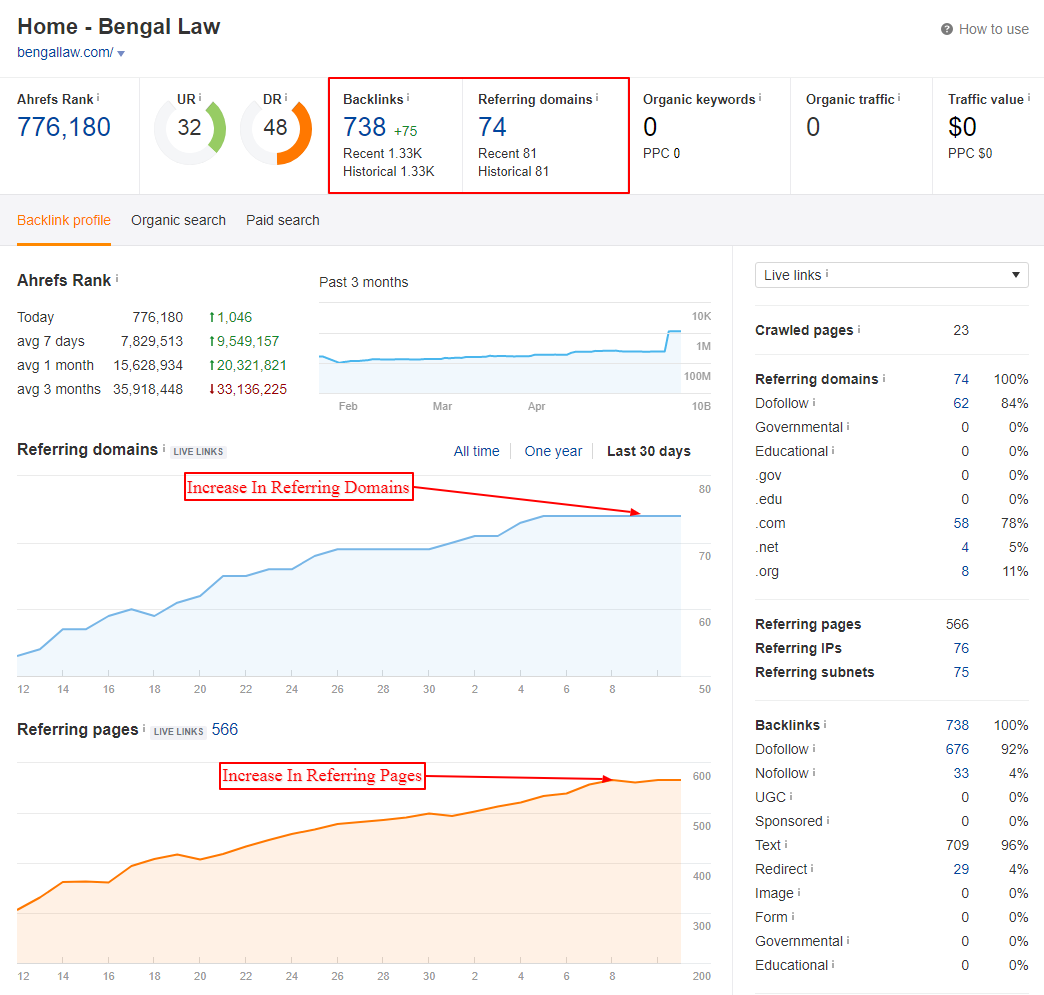 Home - Bengal Law
How to use
bengallaw.com/
Ahrefs Rank i
776,180
UR i
32
DR i
48
Backlinks i
738 +75
Recent 1.33K
Historical 1.33K
Referring domains i
74
Recent 81
Historical 81
Organic keywords i
0
PPC 0
Organic traffic i
0
Traffic value i
$0
PPC $0
Backlink profile Organic search Paid search
Ahrefs Rank i
Today 776,180 ↑1,046
avg 7 days 7,829,513 ↑9,549,157
avg 1 month 15,628,934 ↑20,321,821
avg 3 months 35,918,448 ↓33,136,225
Past 3 months
10K
1M
100M
10B
Feb Mar Apr
Referring domains i LIVE LINKS
All time One year Last 30 days
Increase In Referring Domains
80
70
60
50
12 14 16 18 20 22 24 26 28 30 2 4 6 8
Referring pages i LIVE LINKS 566
Increase In Referring Pages
600
500
400
300
200
12 14 16 18 20 22 24 26 28 30 2 4 6 8
Live links i
Crawled pages i 23
Referring domains i 74 100%
Dofollow i 62 84%
Governmental i 0 0%
Educational i 0 0%
.gov 0 0%
.edu 0 0%
.com 58 78%
.net 4 5%
.org 8 11%
Referring pages 566
Referring IPs 76
Referring subnets 75
Backlinks i 738 100%
Dofollow i 676 92%
Nofollow i 33 4%
UGC i 0 0%
Sponsored i 0 0%
Text i 709 96%
Redirect i 29 4%
Image i 0 0%
Form i 0 0%
Governmental i 0 0%
Educational i 0 0%